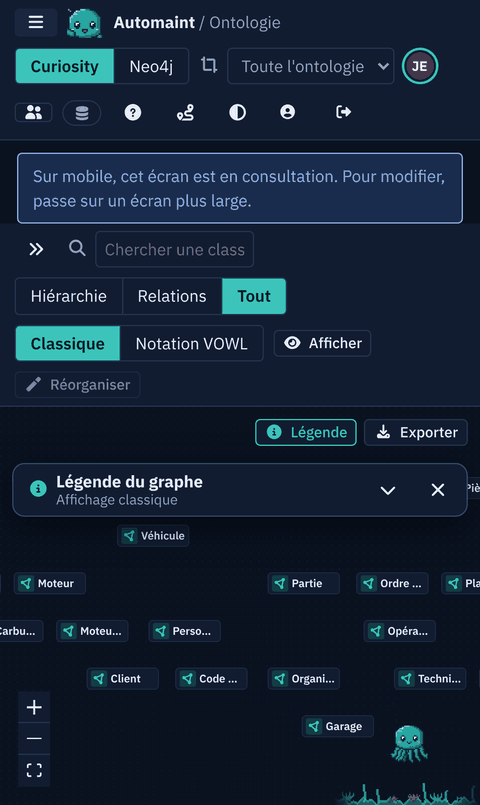 Automaint / Ontologie
Curiosity Neo4j Toute l'ontologie JE
Sur mobile, cet écran est en consultation. Pour modifier,
passe sur un écran plus large.
Chercher une class
Hiérarchie Relations Tout
Classique Notation VOWL Afficher
Réorganiser
Légende Exporter
Légende du graphe
Affichage classique
Piè
Véhicule
Moteur Partie Ordre ... Pla
Carbu... Moteu... Perso... Opéra...
Client Code ... Organi... Techni...
Garage